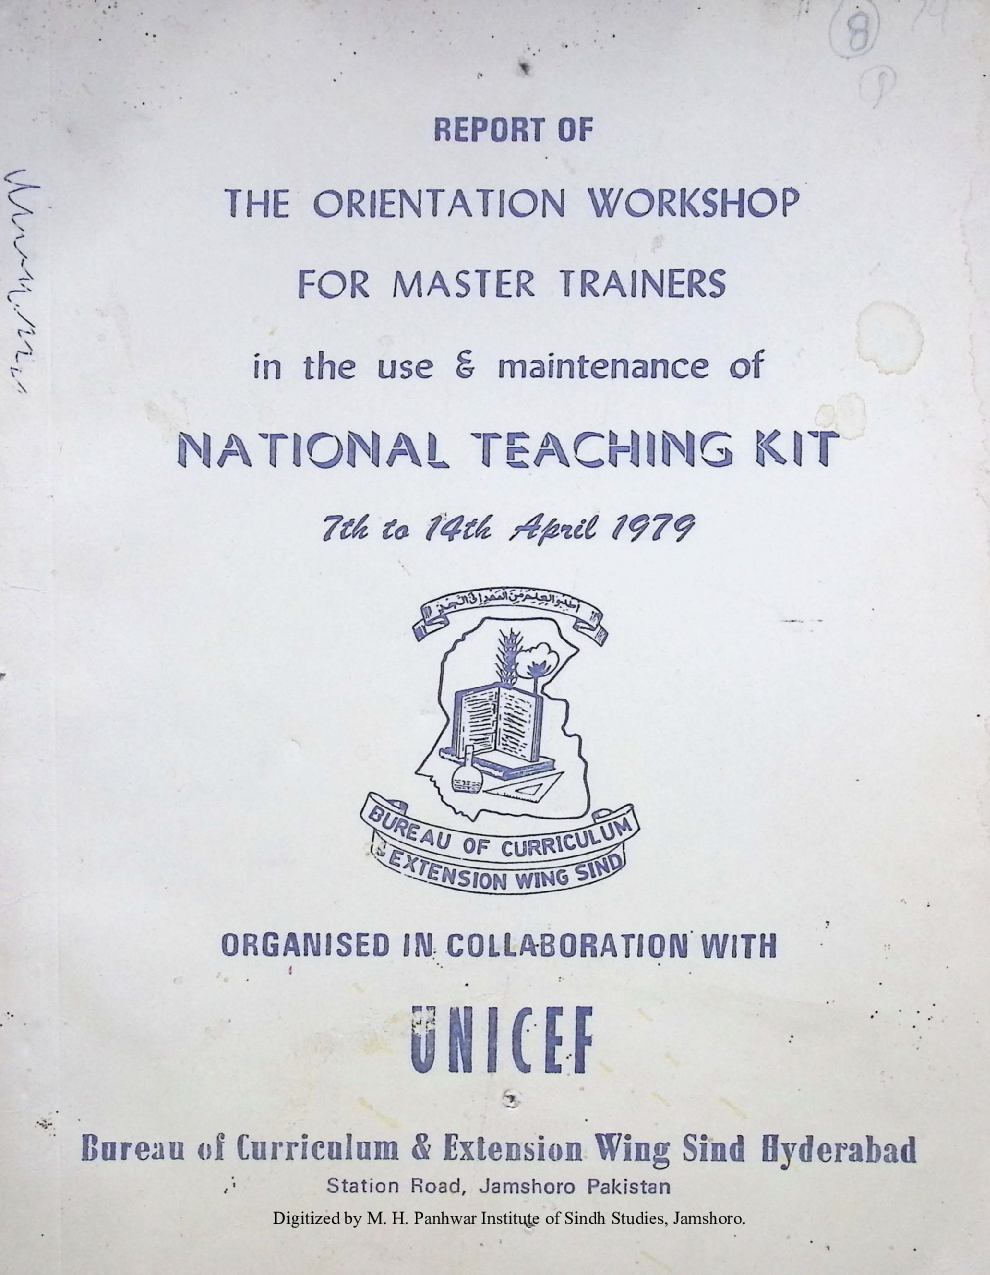 8
REPORT OF
THE ORIENTATION WORKSHOP
FOR MASTER TRAINERS
in the use & maintenance of
NATIONAL TEACHING KIT
7th to 14th April 1979
BUREAU OF CURRICULUM
& EXTENSION WING SIND
ORGANISED IN COLLABORATION WITH
UNICEF
Bureau of Curriculum & Extension Wing Sind Hyderabad
Station Road, Jamshoro Pakistan
Digitized by M. H. Panhwar Institute of Sindh Studies, Jamshoro.